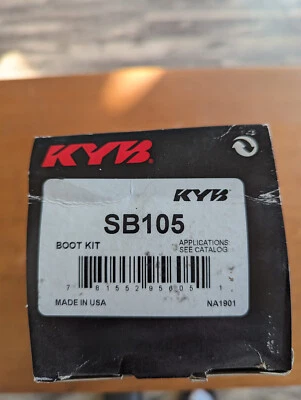 KYB
KYB
SB105
BOOT KIT
APPLICATIONS:
SEE CATALOG
MADE IN USA
NA1901